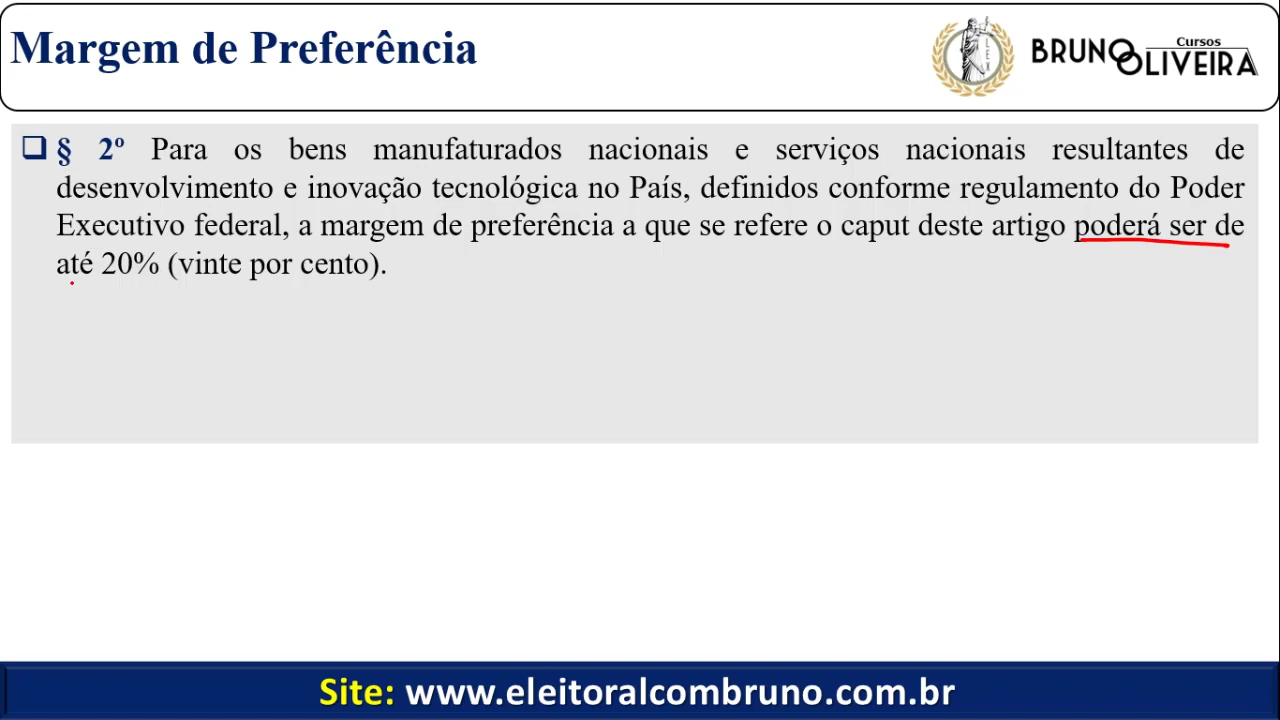 Margem de Preferência
Cursos
BRUNO OLIVEIRA
LEX
§ 2º Para os bens manufaturados nacionais e serviços nacionais resultantes de
desenvolvimento e inovação tecnológica no País, definidos conforme regulamento do Poder
Executivo federal, a margem de preferência a que se refere o caput deste artigo poderá ser de
até 20% (vinte por cento).
Site: www.eleitoralcombruno.com.br